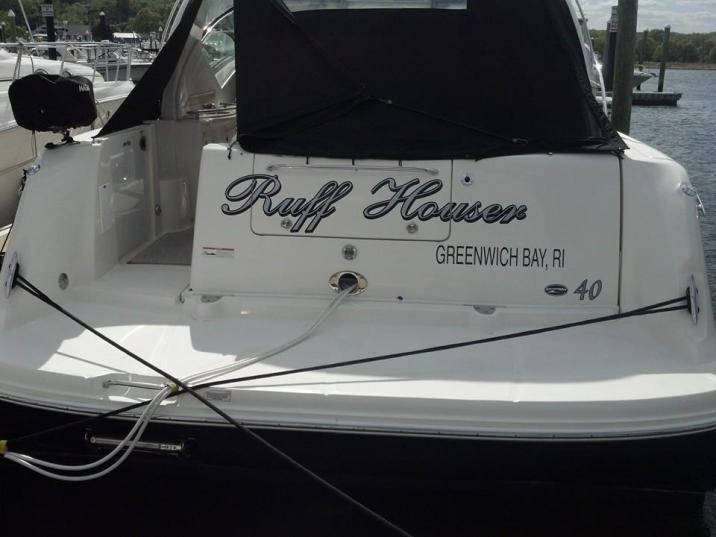 Ruff Houser
GREENWICH BAY, RI
40